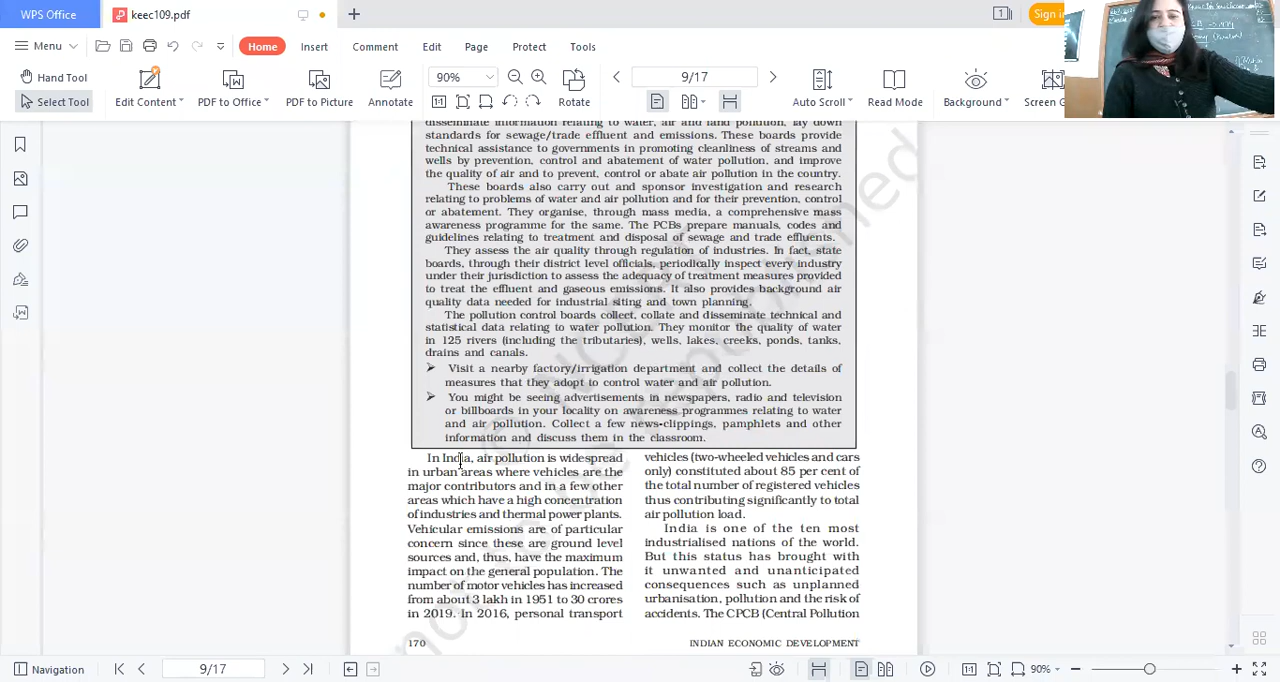 WPS Office
keec109.pdf
1
Sign in
Menu
Home
Insert
Comment
Edit
Page
Protect
Tools
Hand Tool
Select Tool
Edit Content
PDF to Office
PDF to Picture
Annotate
90%
Rotate
9/17
Auto Scroll
Read Mode
Background
Screen G
disseminate information relating to water, air and land pollution, lay down
standards for sewage/trade effluent and emissions. These boards provide
technical assistance to governments in promoting cleanliness of streams and
wells by prevention, control and abatement of water pollution, and improve
the quality of air and to prevent, control or abate air pollution in the country.
These boards also carry out and sponsor investigation and research
relating to problems of water and air pollution and for their prevention, control
or abatement. They organise, through mass media, a comprehensive mass
awareness programme for the same. The PCBs prepare manuals, codes and
guidelines relating to treatment and disposal of sewage and trade effluents.
They assess the air quality through regulation of industries. In fact, state
boards, through their district level officials, periodically inspect every industry
under their jurisdiction to assess the adequacy of treatment measures provided
to treat the effluent and gaseous emissions. It also provides background air
quality data needed for industrial siting and town planning.
The pollution control boards collect, collate and disseminate technical and
statistical data relating to water pollution. They monitor the quality of water
in 125 rivers (including the tributaries), wells, lakes, creeks, ponds, tanks,
drains and canals.
➢ Visit a nearby factory/irrigation department and collect the details of
measures that they adopt to control water and air pollution.
➢ You might be seeing advertisements in newspapers, radio and television
or billboards in your locality on awareness programmes relating to water
and air pollution. Collect a few news-clippings, pamphlets and other
information and discuss them in the classroom.
In India, air pollution is widespread
in urban areas where vehicles are the
major contributors and in a few other
areas which have a high concentration
of industries and thermal power plants.
Vehicular emissions are of particular
concern since these are ground level
sources and, thus, have the maximum
impact on the general population. The
number of motor vehicles has increased
from about 3 lakh in 1951 to 30 crores
in 2019. In 2016, personal transport
vehicles (two-wheeled vehicles and cars
only) constituted about 85 per cent of
the total number of registered vehicles
thus contributing significantly to total
air pollution load.
India is one of the ten most
industrialised nations of the world.
But this status has brought with
it unwanted and unanticipated
consequences such as unplanned
urbanisation, pollution and the risk of
accidents. The CPCB (Central Pollution
170
INDIAN ECONOMIC DEVELOPMENT
© NCERT
not to be republished
Navigation
9/17
90%